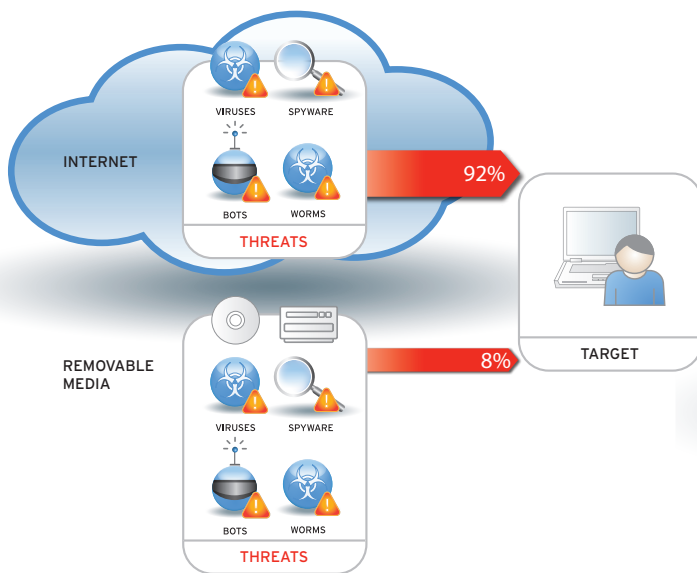 INTERNET
VIRUSES
SPYWARE
BOTS
WORMS
THREATS
92%
TARGET
REMOVABLE
MEDIA
VIRUSES
SPYWARE
BOTS
WORMS
THREATS
8%